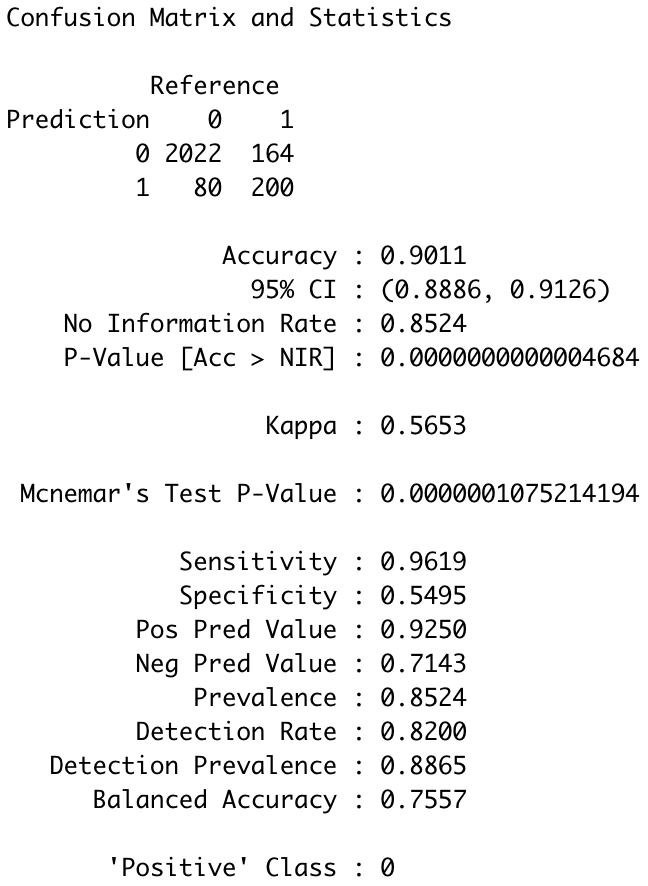 Confusion Matrix and Statistics
Reference
Prediction 0 1
0 2022 164
1 80 200
Accuracy : 0.9011
95% CI : (0.8886, 0.9126)
No Information Rate : 0.8524
P-Value [Acc > NIR] : 0.0000000000004684
Kappa : 0.5653
Mcnemar's Test P-Value : 0.0000001075214194
Sensitivity : 0.9619
Specificity : 0.5495
Pos Pred Value : 0.9250
Neg Pred Value : 0.7143
Prevalence : 0.8524
Detection Rate : 0.8200
Detection Prevalence : 0.8865
Balanced Accuracy : 0.7557
'Positive' Class : 0